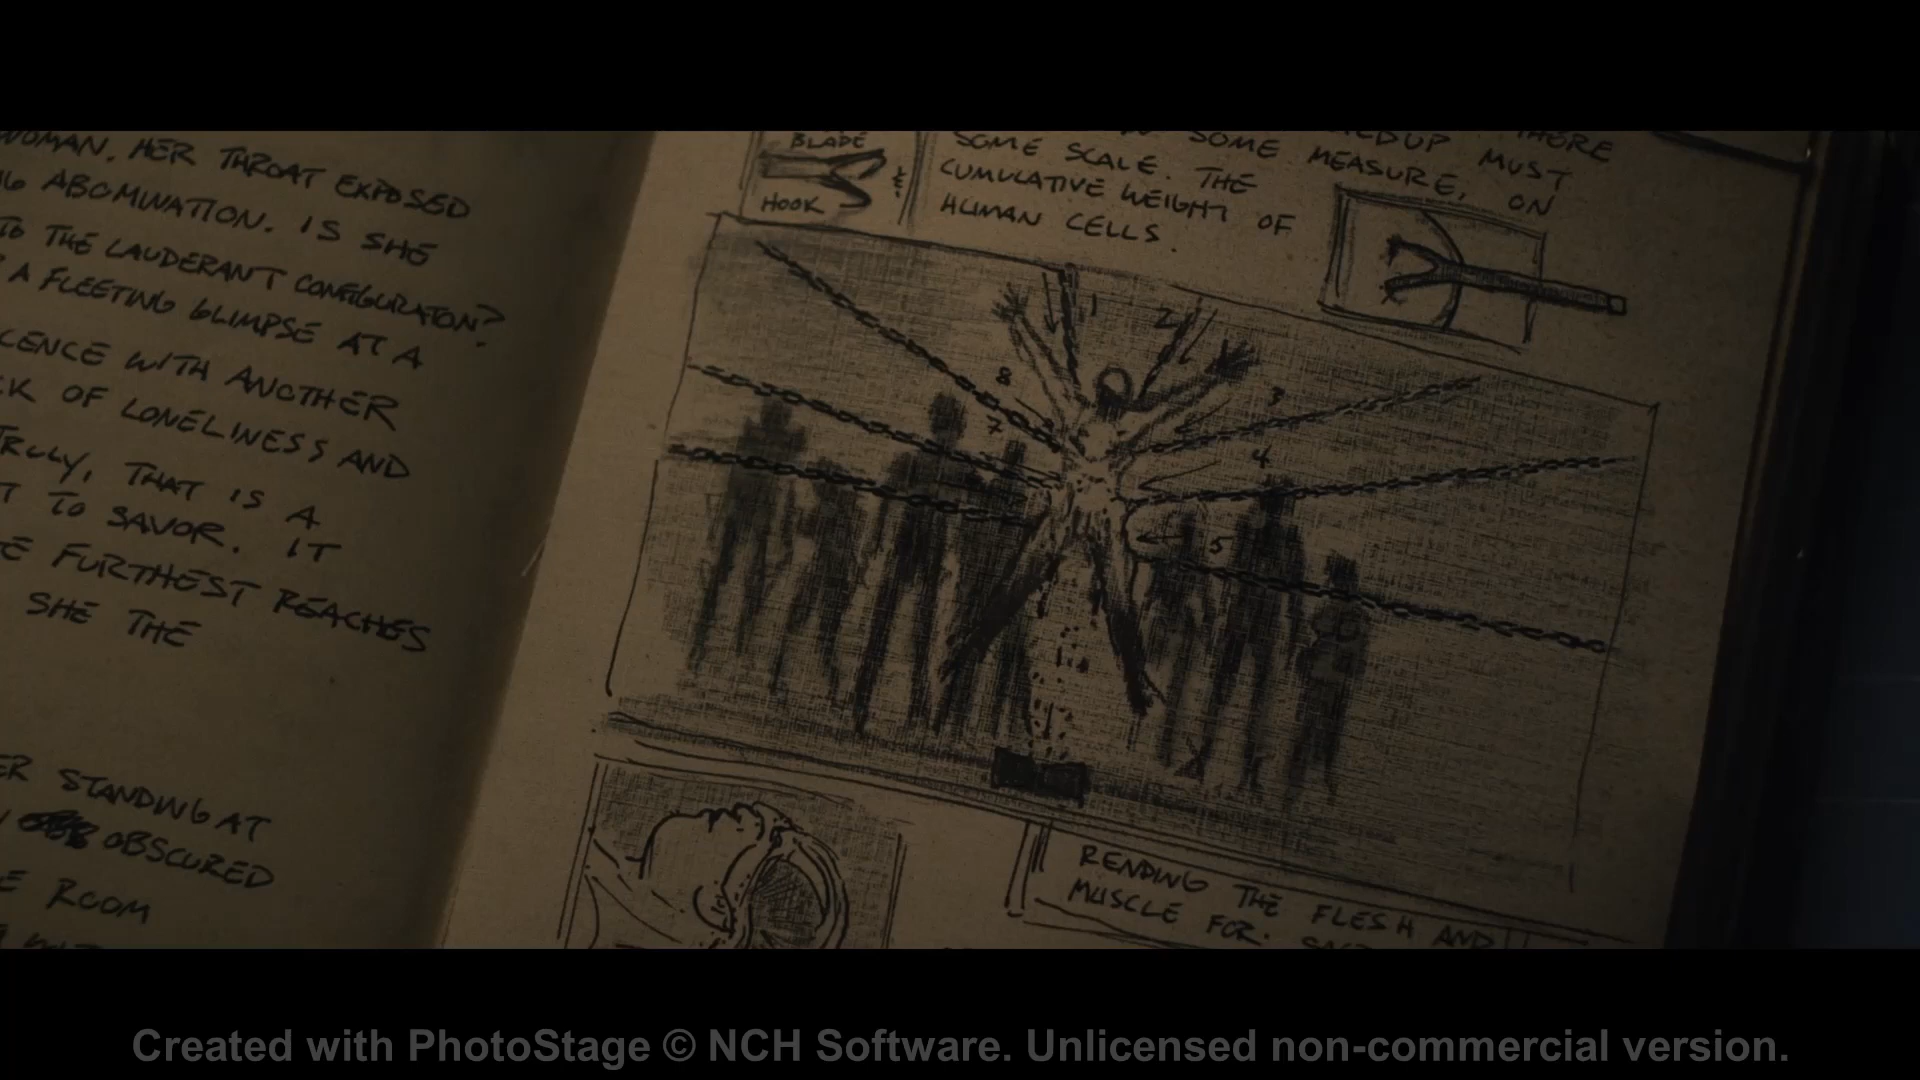 WOMAN. HER THROAT EXPOSED
ABOMINATION. IS SHE
TO THE LAUDERANT CONFIGURATON?
A FLEETING GLIMPSE AT A
WITH ANOTHER
OF LONELINESS AND
TRULY, THAT IS A
TO SAVOR. IT
FURTHEST REACHES
SHE THE
STANDING AT
OBSCURED
ROOM
BLADE
HOOK
THERE
MUST
SOME MEASURE, ON
SOME SCALE. THE
CUMULATIVE WEIGHT OF
HUMAN CELLS.
1
2
3
4
5
7
8
RENDING THE FLESH AND
MUSCLE FOR.
Created with PhotoStage © NCH Software. Unlicensed non-commercial version.